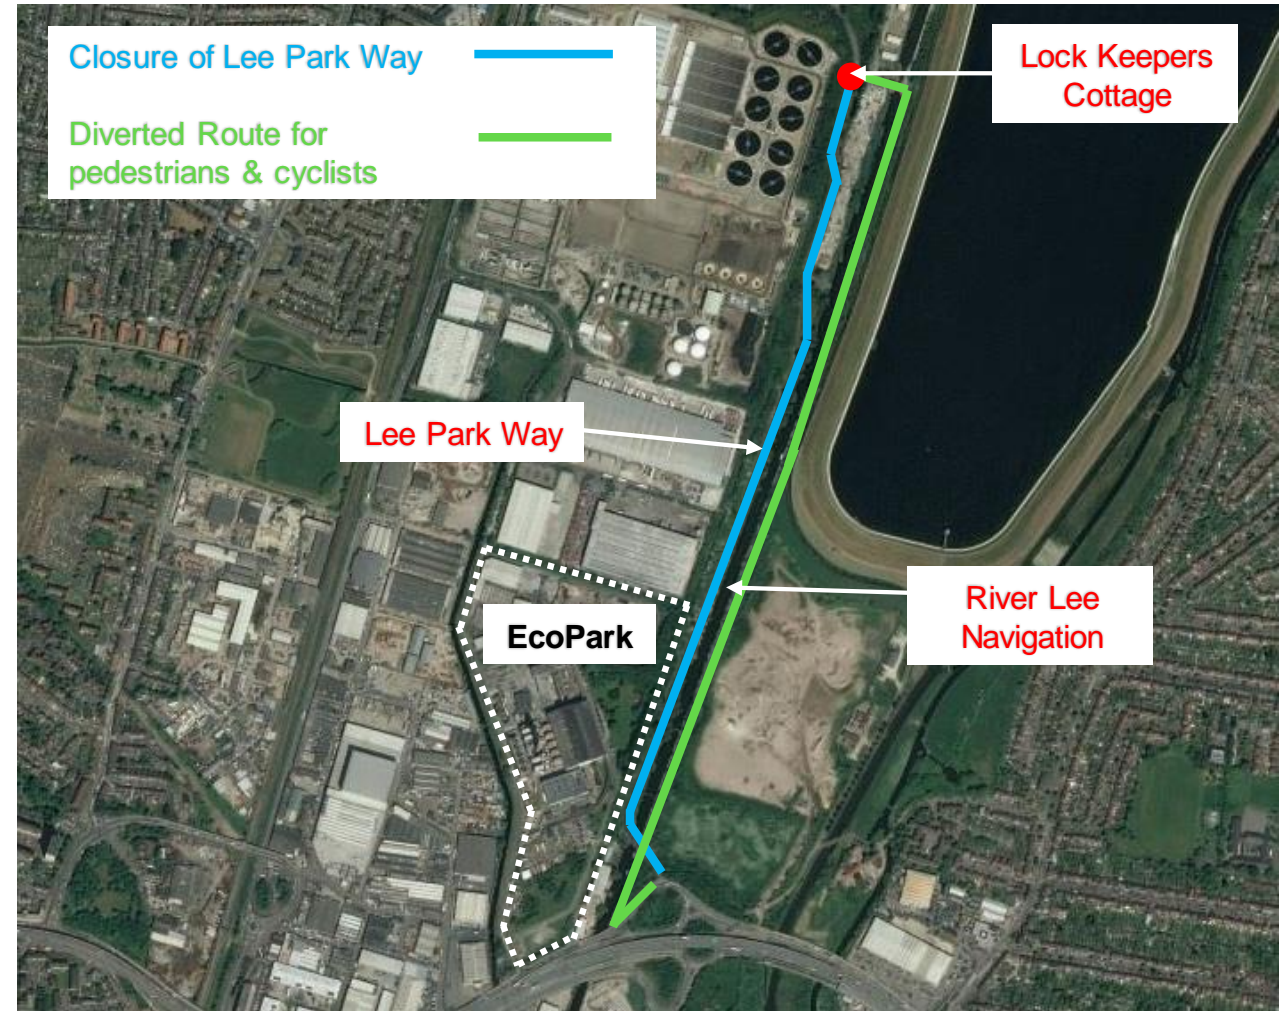 Closure of Lee Park Way
Diverted Route for
pedestrians & cyclists
Lock Keepers
Cottage
Lee Park Way
EcoPark
River Lee
Navigation